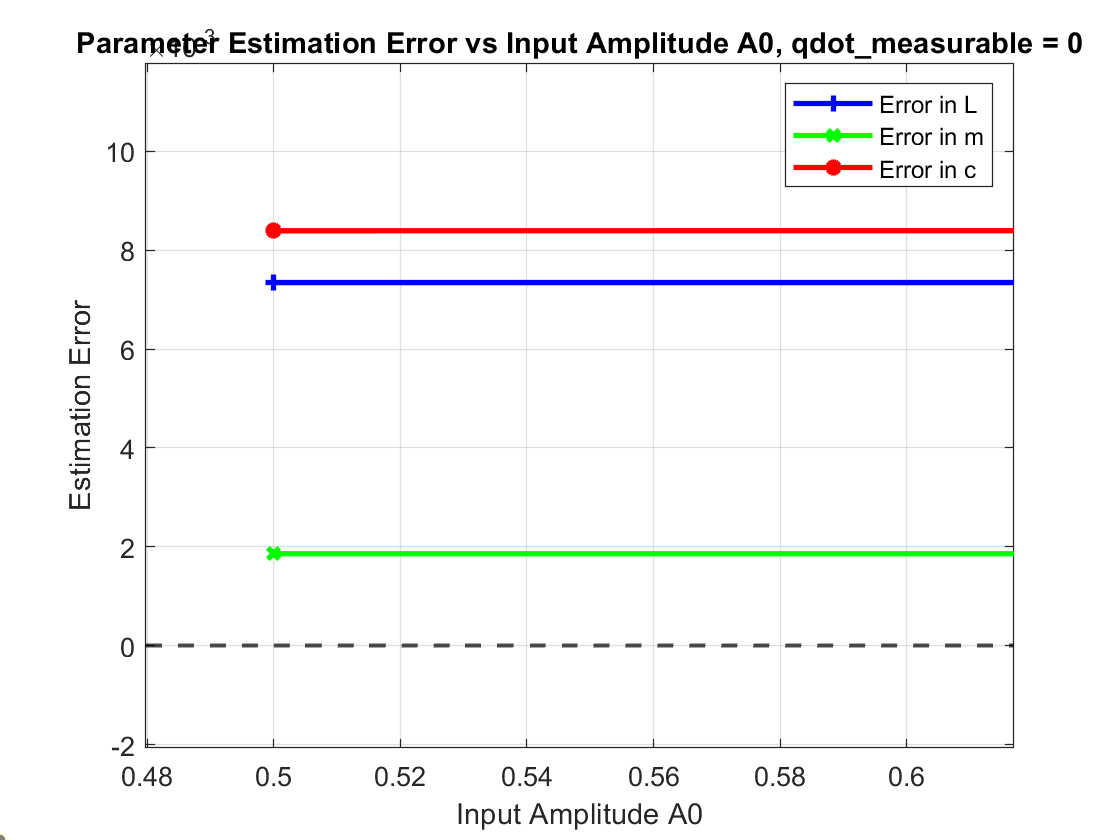 Parameter Estimation Error vs Input Amplitude A0, qdot_measurable = 0
Error in L
Error in m
Error in c
10
8
6
4
2
0
-2
Estimation Error
0.48 0.5 0.52 0.54 0.56 0.58 0.6
Input Amplitude A0